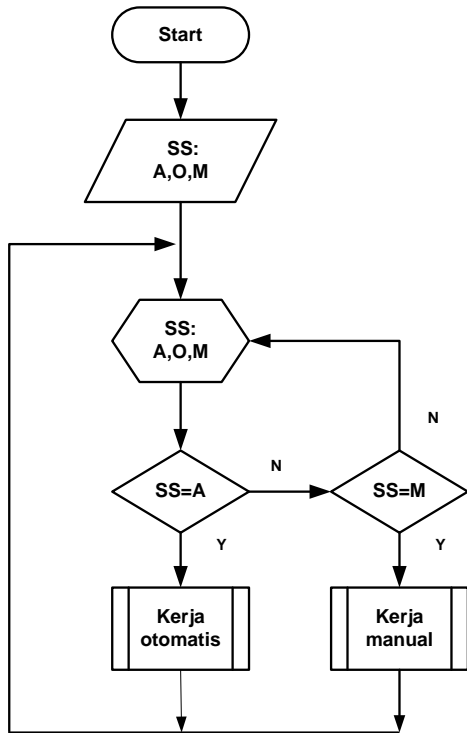 Start
SS:
A,O,M
SS:
A,O,M
N
SS=A
N
SS=M
Y
Y
Kerja
otomatis
Kerja
manual